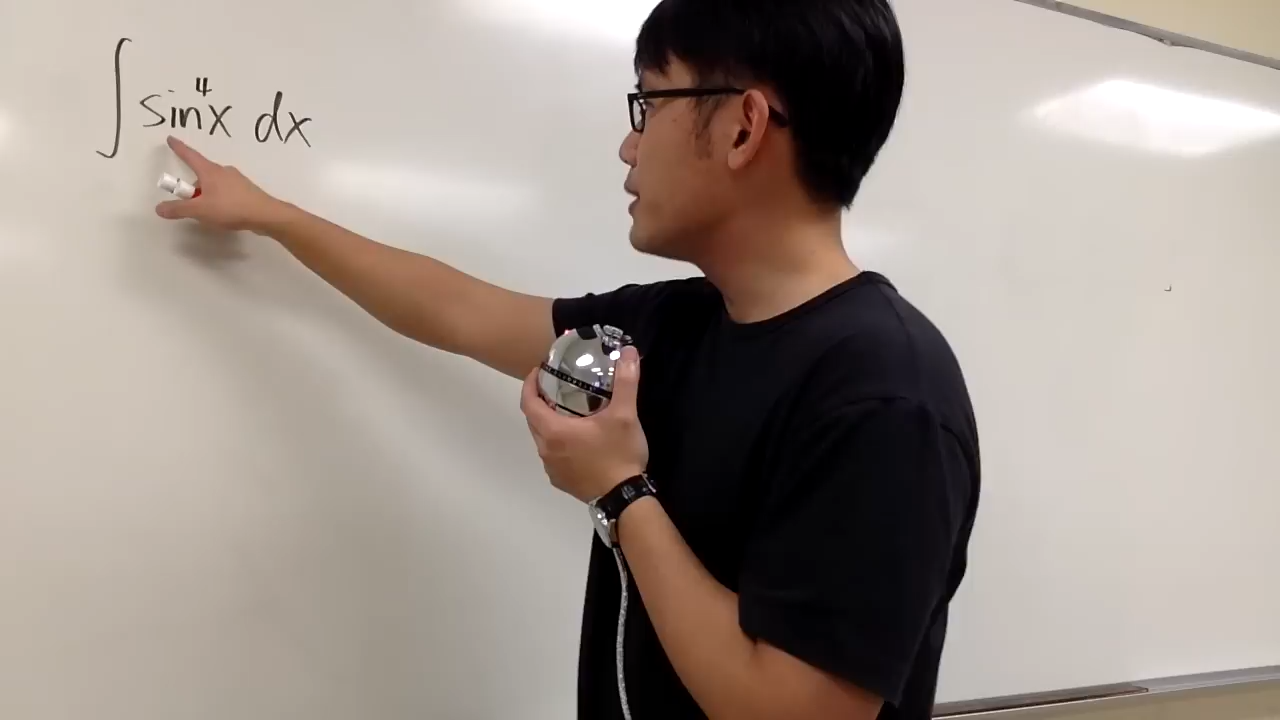 ∫ sin⁴x dx